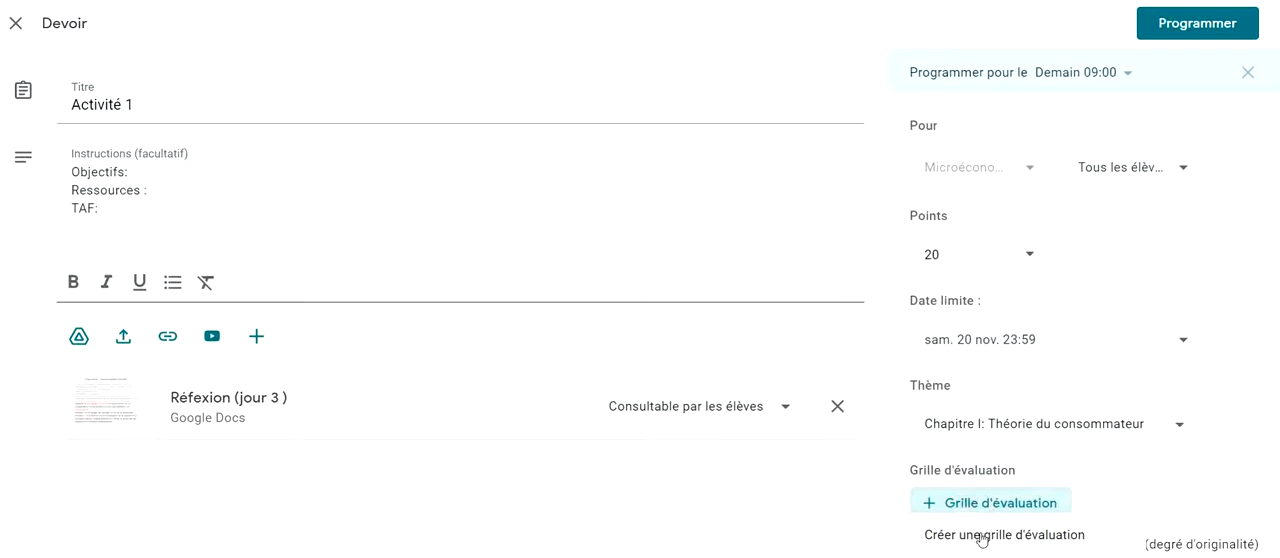 Devoir
Programmer
Programmer pour le Demain 09:00
Titre
Activité 1
Instructions (facultatif)
Objectifs:
Ressources :
TAF:
B I U
Réfexion (jour 3 )
Google Docs
Consultable par les élèves
Pour
Microécono... Tous les élèv...
Points
20
Date limite :
sam. 20 nov. 23:59
Thème
Chapitre I: Théorie du consommateur
Grille d'évaluation
+ Grille d'évaluation
Créer une grille d'évaluation
(degré d'originalité)